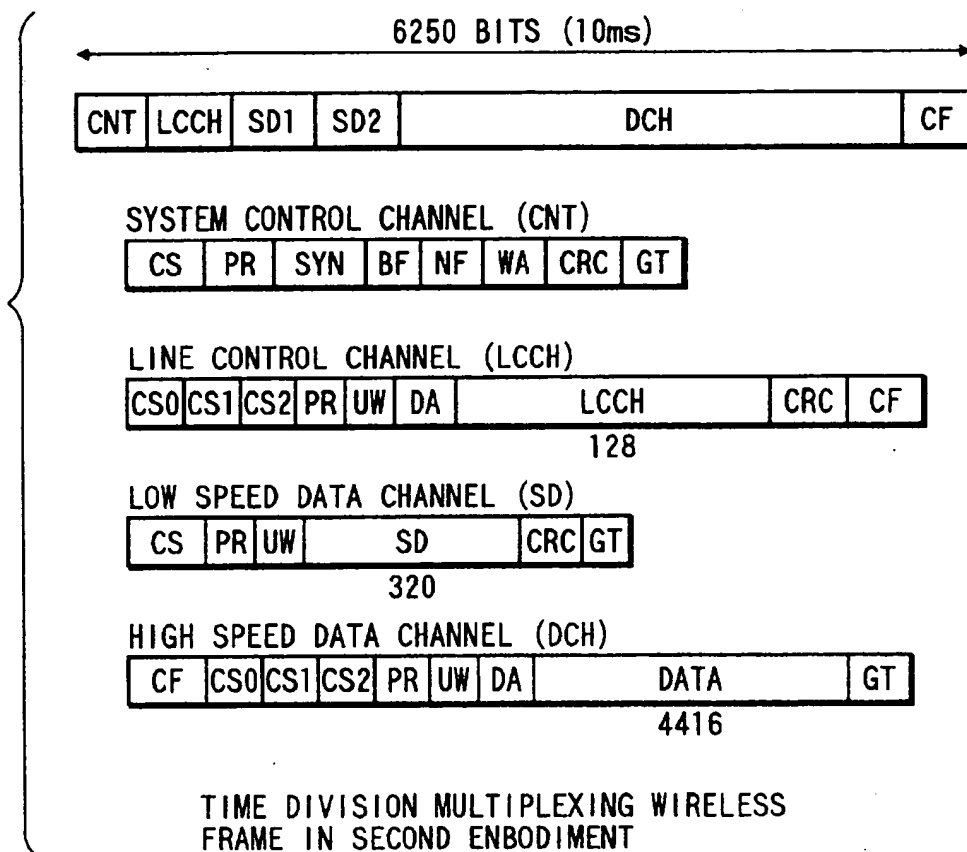 6250 BITS (10ms)
CNT LCCH SD1 SD2 DCH CF
SYSTEM CONTROL CHANNEL (CNT)
CS PR SYN BF NF WA CRC GT
LINE CONTROL CHANNEL (LCCH)
CS0 CS1 CS2 PR UW DA LCCH CRC CF
128
LOW SPEED DATA CHANNEL (SD)
CS PR UW SD CRC GT
320
HIGH SPEED DATA CHANNEL (DCH)
CF CS0 CS1 CS2 PR UW DA DATA GT
4416
TIME DIVISION MULTIPLEXING WIRELESS
FRAME IN SECOND ENBODIMENT